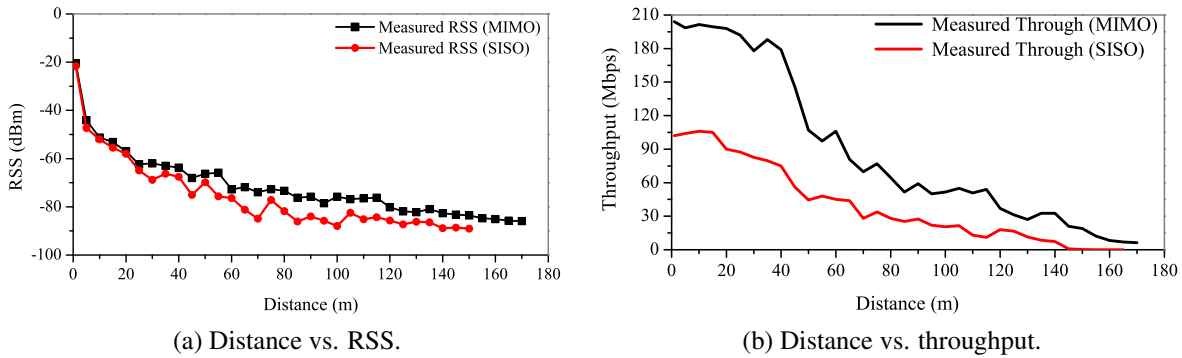 Measured RSS (MIMO)
Measured RSS (SISO)
0
-20
-40
-60
-80
-100
RSS (dBm)
0 20 40 60 80 100 120 140 160 180
Distance (m)
(a) Distance vs. RSS.
Measured Through (MIMO)
Measured Through (SISO)
210
180
150
120
90
60
30
0
Throughput (Mbps)
0 20 40 60 80 100 120 140 160 180
Distance (m)
(b) Distance vs. throughput.